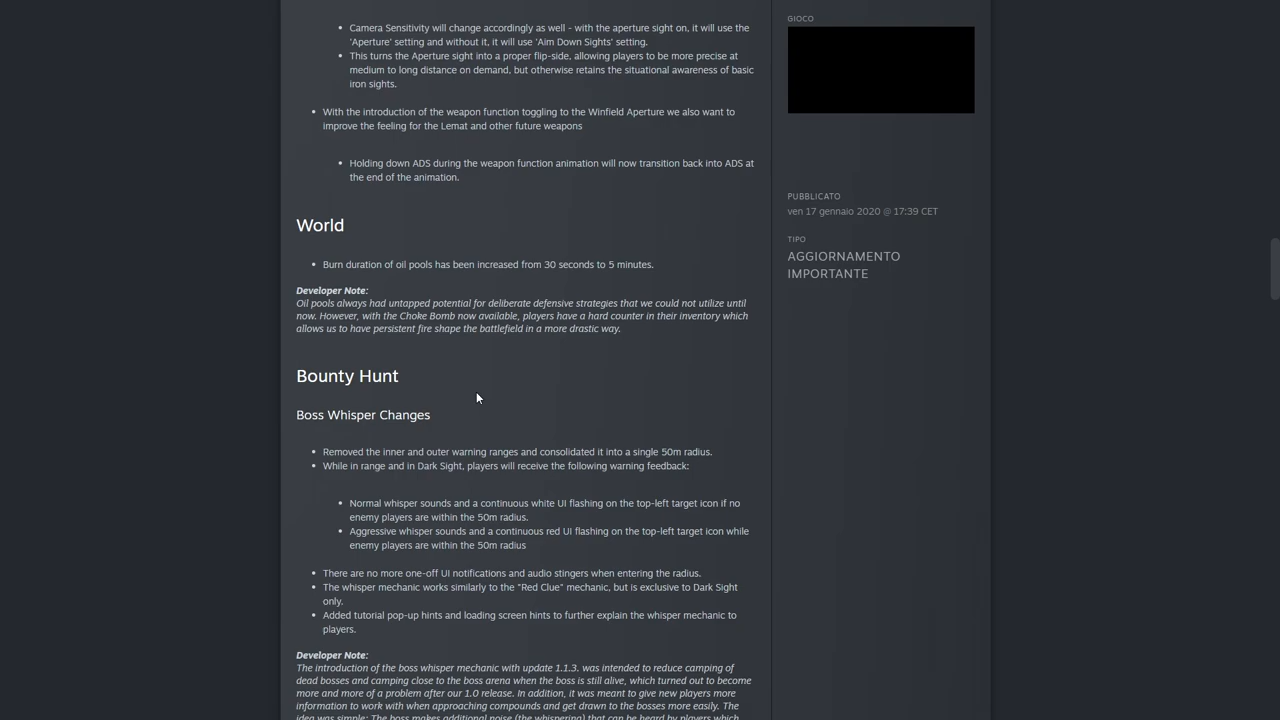 Camera Sensitivity will change accordingly as well - with the aperture sight on, it will use the
'Aperture' setting and without it, it will use 'Aim Down Sights' setting.
This turns the Aperture sight into a proper flip-side, allowing players to be more precise at
medium to long distance on demand, but otherwise retains the situational awareness of basic
iron sights.
With the introduction of the weapon function toggling to the Winfield Aperture we also want to
improve the feeling for the Lemat and other future weapons
Holding down ADS during the weapon function animation will now transition back into ADS at
the end of the animation.
World
Burn duration of oil pools has been increased from 30 seconds to 5 minutes.
Developer Note:
Oil pools always had untapped potential for deliberate defensive strategies that we could not utilize until
now. However, with the Choke Bomb now available, players have a hard counter in their inventory which
allows us to have persistent fire shape the battlefield in a more drastic way.
Bounty Hunt
Boss Whisper Changes
Removed the inner and outer warning ranges and consolidated it into a single 50m radius.
While in range and in Dark Sight, players will receive the following warning feedback:
Normal whisper sounds and a continuous white UI flashing on the top-left target icon if no
enemy players are within the 50m radius.
Aggressive whisper sounds and a continuous red UI flashing on the top-left target icon while
enemy players are within the 50m radius
There are no more one-off UI notifications and audio stingers when entering the radius.
The whisper mechanic works similarly to the "Red Clue" mechanic, but is exclusive to Dark Sight
only.
Added tutorial pop-up hints and loading screen hints to further explain the whisper mechanic to
players.
Developer Note:
The introduction of the boss whisper mechanic with update 1.1.3. was intended to reduce camping of
dead bosses and camping close to the boss arena when the boss is still alive, which turned out to become
more and more of a problem after our 1.0 release. In addition, it was meant to give new players more
information to work with when approaching compounds and get drawn to the bosses more easily. The
idea was simple: The boss makes additional noise (the whispering) that can be heard by players which
GIOCO
PUBBLICATO
ven 17 gennaio 2020 @ 17:39 CET
TIPO
AGGIORNAMENTO
IMPORTANTE